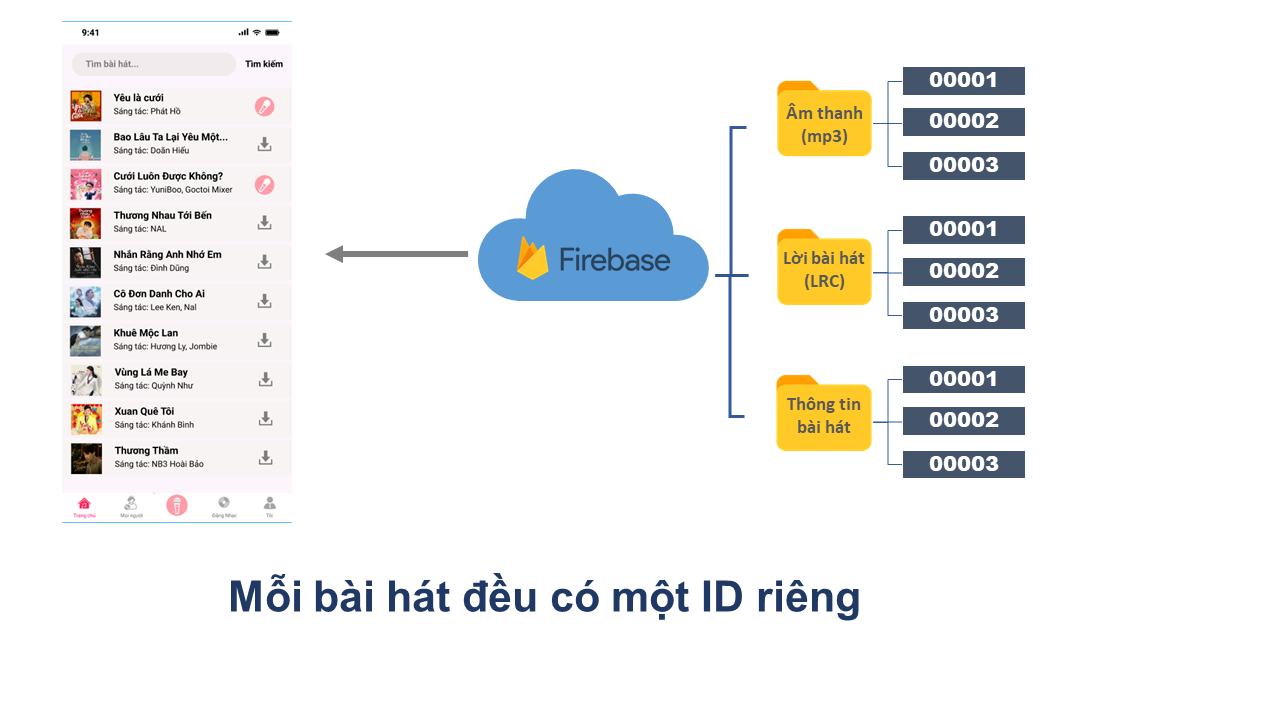 9:41
Tìm bài hát...
Tìm kiếm
Yêu là cưới
Sáng tác: Phát Hồ
Bao Lâu Ta Lại Yêu Một...
Sáng tác: Doãn Hiếu
Cưới Luôn Được Không?
Sáng tác: YuniBoo, Goctoi Mixer
Thương Nhau Tới Bến
Sáng tác: NAL
Nhắn Rằng Anh Nhớ Em
Sáng tác: Đình Dũng
Cô Đơn Danh Cho Ai
Sáng tác: Lee Ken, Nal
Khuê Mộc Lan
Sáng tác: Hương Ly, Jombie
Vùng Lá Me Bay
Sáng tác: Quỳnh Như
Xuan Quê Tôi
Sáng tác: Khánh Bình
Thương Thầm
Sáng tác: NB3 Hoài Bảo
Trang chủ
Mọi người
Đăng Nhạc
Tôi
Firebase
Âm thanh
(mp3)
00001
00002
00003
Lời bài hát
(LRC)
00001
00002
00003
Thông tin
bài hát
00001
00002
00003
Mỗi bài hát đều có một ID riêng